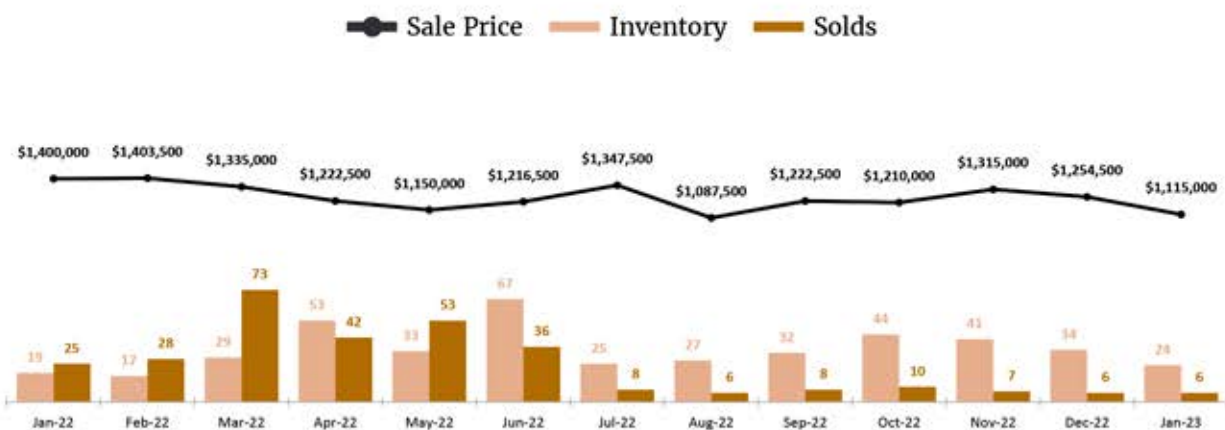 Sale Price Inventory Solds
$1,400,000 $1,403,500 $1,335,000 $1,222,500 $1,150,000 $1,216,500 $1,347,500 $1,087,500 $1,222,500 $1,210,000 $1,315,000 $1,254,500 $1,115,000
19 25 17 28 29 73 53 42 33 53 67 36 25 8 27 6 32 8 44 10 41 7 34 6 24 6
Jan-22 Feb-22 Mar-22 Apr-22 May-22 Jun-22 Jul-22 Aug-22 Sep-22 Oct-22 Nov-22 Dec-22 Jan-23